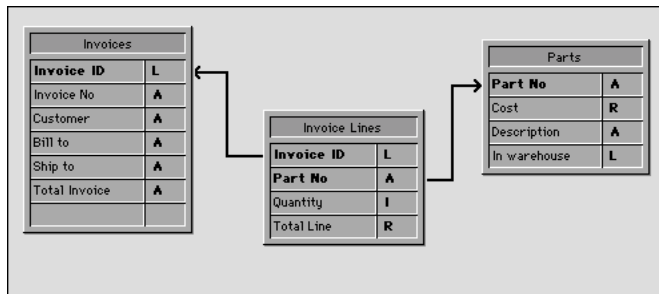 Invoices
Invoice ID L
Invoice No A
Customer A
Bill to A
Ship to A
Total Invoice A
Invoice Lines
Invoice ID L
Part No A
Quantity I
Total Line R
Parts
Part No A
Cost R
Description A
In warehouse L